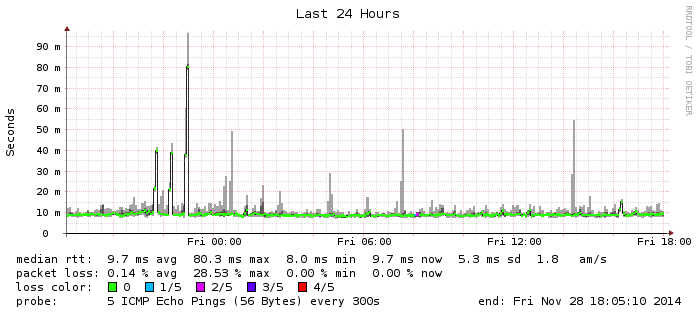 Last 24 Hours
RRDTOOL / TOBI OETIKER
Seconds
90 m
80 m
70 m
60 m
50 m
40 m
30 m
20 m
10 m
0
Fri 00:00 Fri 06:00 Fri 12:00 Fri 18:00
median rtt: 9.7 ms avg 80.3 ms max 8.0 ms min 9.7 ms now 5.3 ms sd 1.8 am/s
packet loss: 0.14 % avg 28.53 % max 0.00 % min 0.00 % now
loss color: 0 1/5 2/5 3/5 4/5
probe: 5 ICMP Echo Pings (56 Bytes) every 300s end: Fri Nov 28 18:05:10 2014